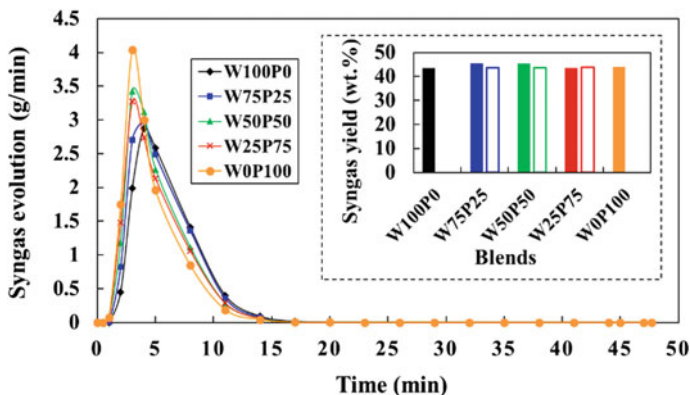 Syngas evolution (g/min)
4.5
4
3.5
3
2.5
2
1.5
1
0.5
0
0
5
10
15
20
25
30
35
40
45
50
Time (min)
W100P0
W75P25
W50P50
W25P75
W0P100
Syngas yield (wt.%)
50
40
30
20
10
0
W100P0
W75P25
W50P50
W25P75
W0P100
Blends